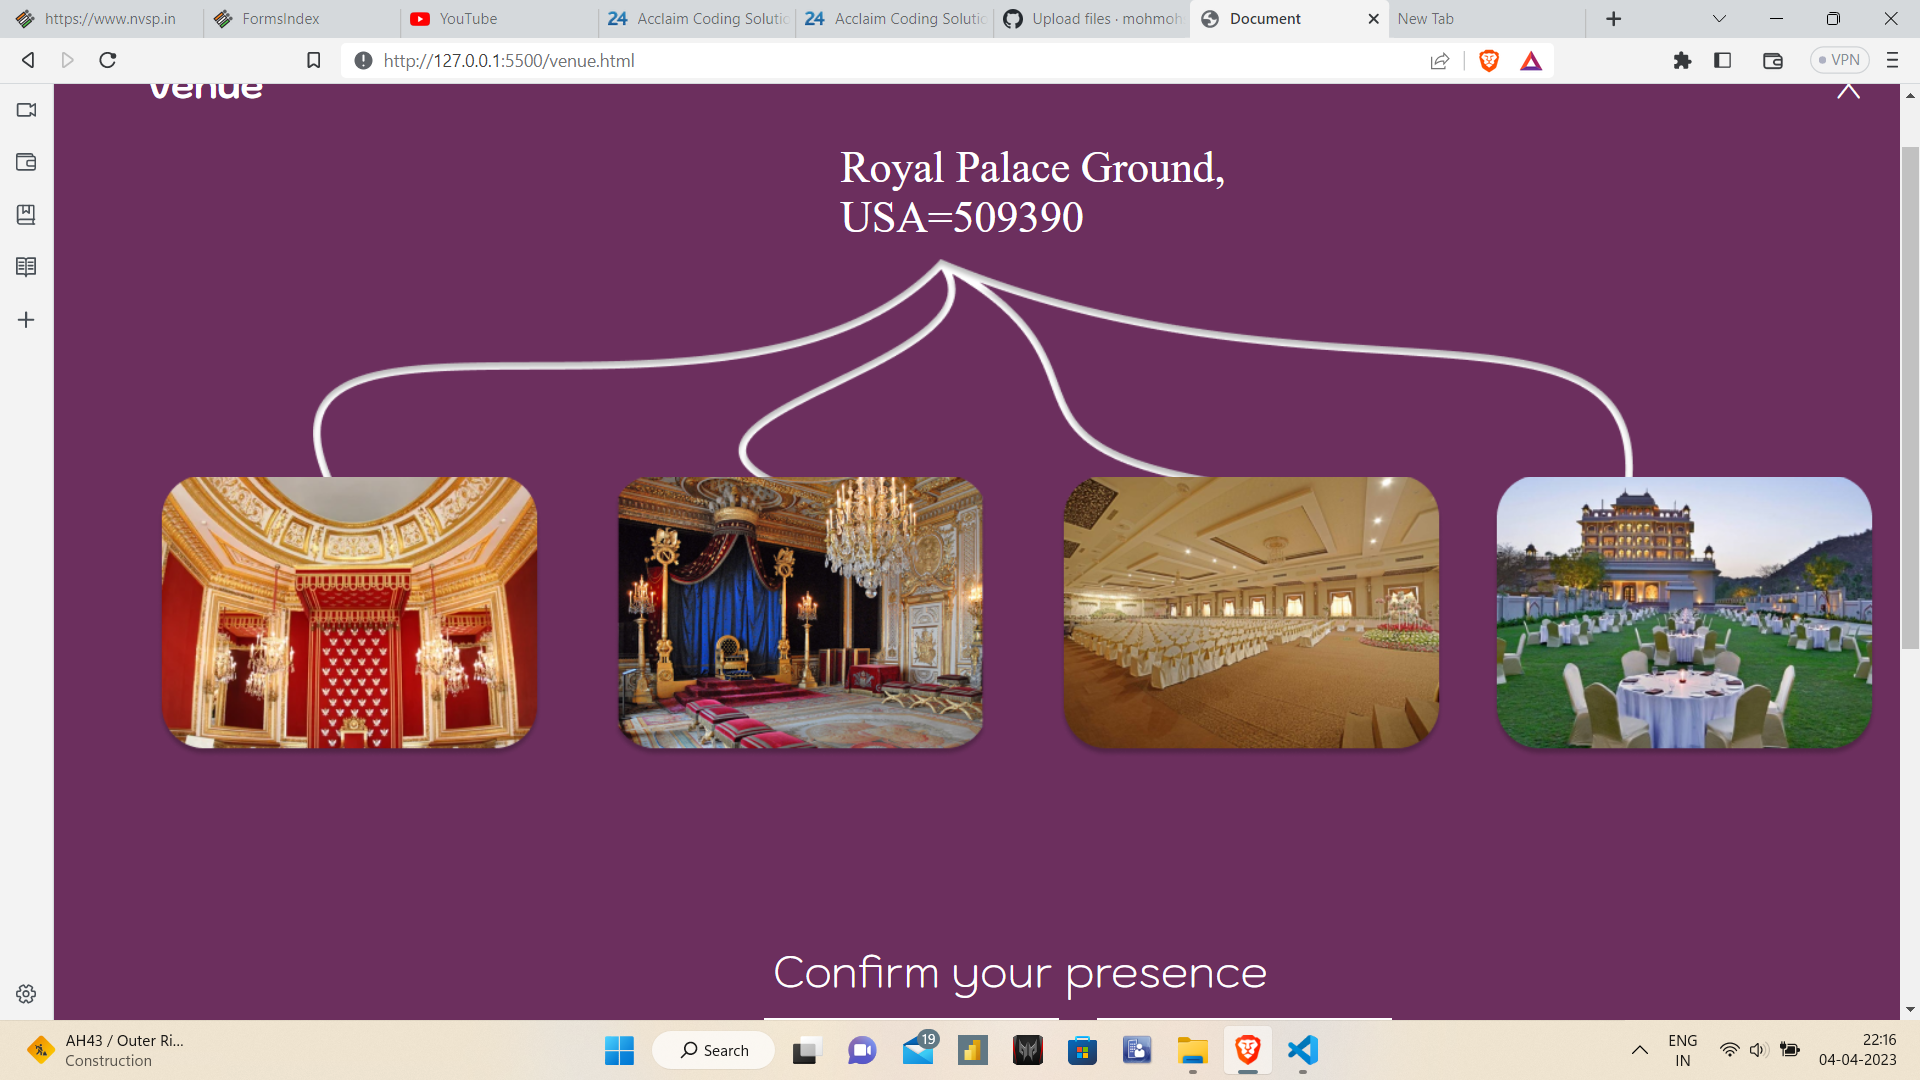 https://www.nvsp.in
FormsIndex
YouTube
24 Acclaim Coding Solutic
24 Acclaim Coding Solutic
Upload files · mohmoh
Document
New Tab
http://127.0.0.1:5500/venue.html
VPN
Venue
Royal Palace Ground,
USA=509390
Confirm your presence
AH43 / Outer Ri...
Construction
Search
19
ENG
IN
22:16
04-04-2023